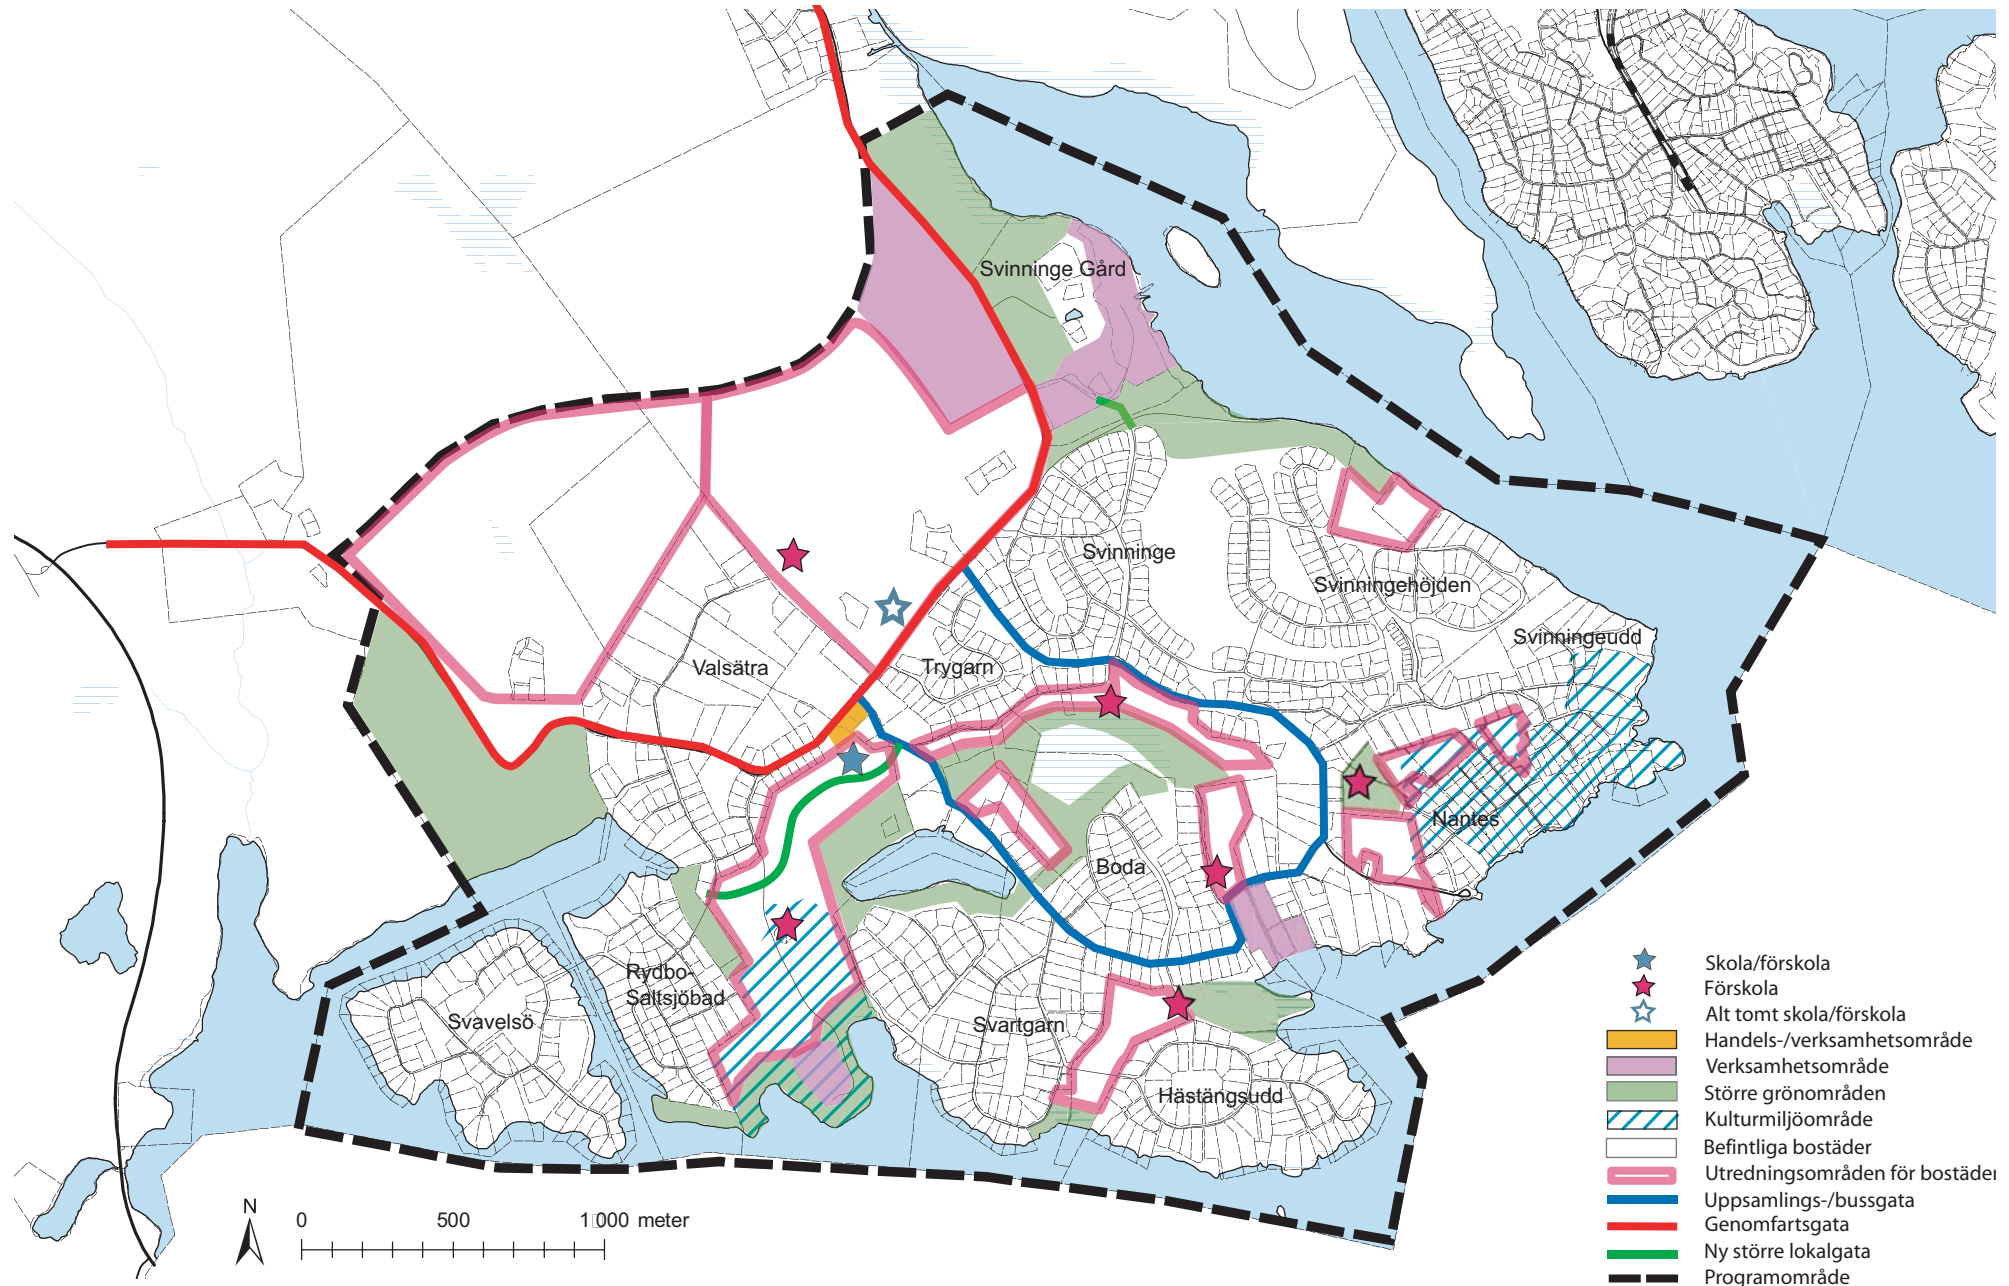 Svinninge Gård
Svinninge
Svinningehöjden
Svinningeudd
Valsätra
Trygarn
Nantes
Boda
Rydbo-
Saltsjöbad
Svavelsö
Svartgarn
Hästängsudd
Skola/förskola
Förskola
Alt tomt skola/förskola
Handels-/verksamhetsområde
Verksamhetsområde
Större grönområden
Kulturmiljöområde
Befintliga bostäder
Utredningsområden för bostäder
Uppsamlings-/bussgata
Genomfartsgata
Ny större lokalgata
Programområde
N
0 500 1 000 meter